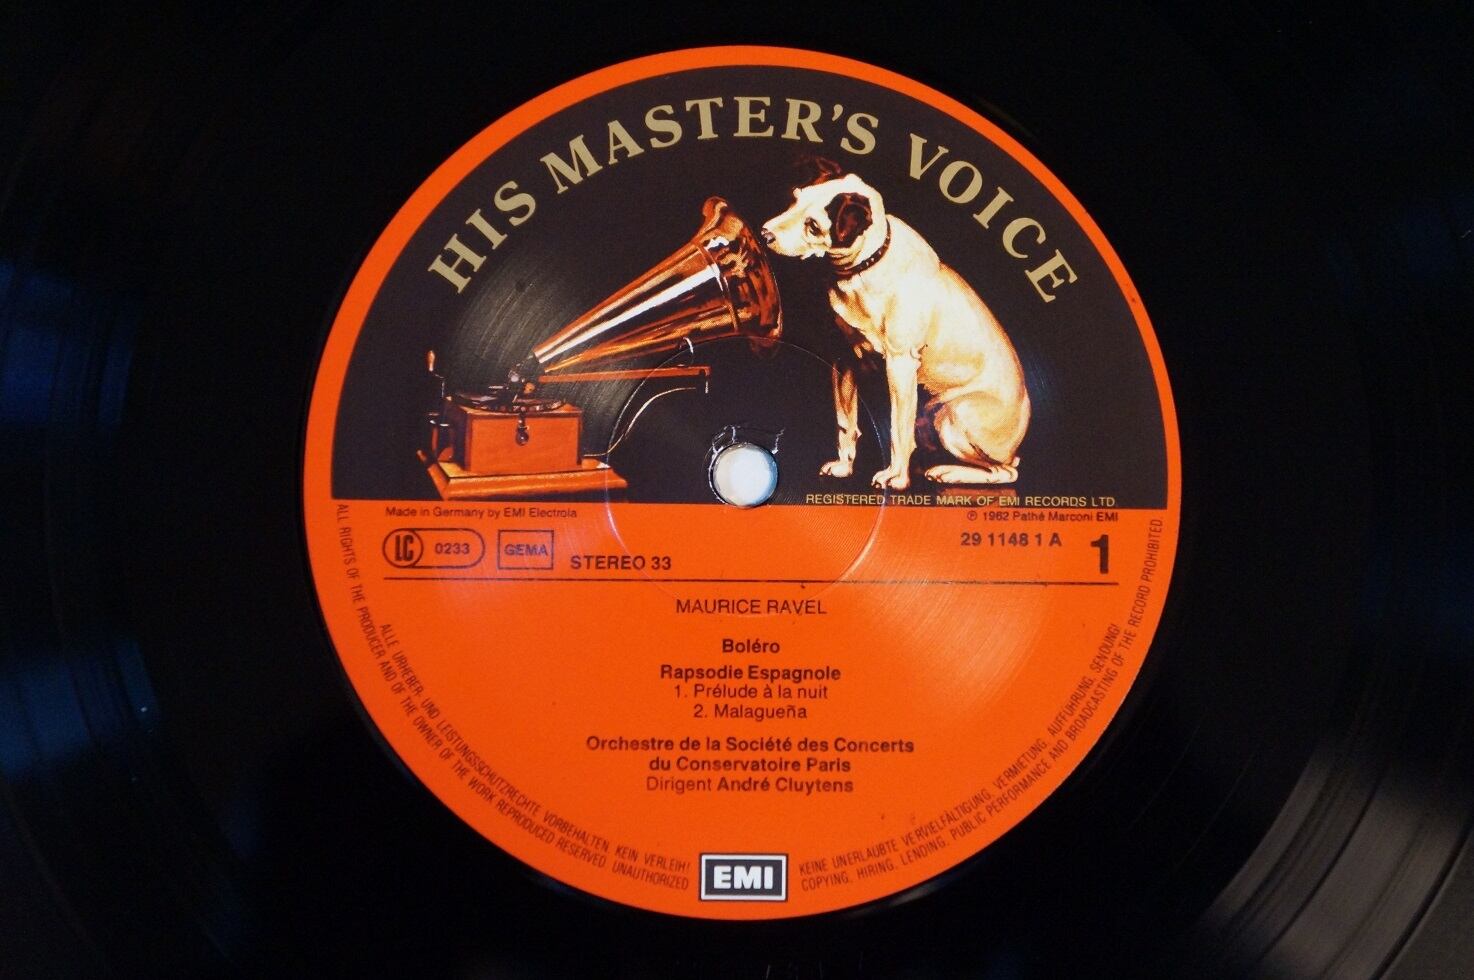 HIS MASTER'S VOICE
REGISTERED TRADE MARK OF EMI RECORDS LTD.
Made in Germany by EMI Electrola
℗ 1962 Pathé Marconi EMI
LC 0233
GEMA
STEREO 33
29 1148 1 A
1
MAURICE RAVEL
Boléro
Rapsodie Espagnole
1. Prélude à la nuit
2. Malagueña
Orchestre de la Société des Concerts
du Conservatoire Paris
Dirigent André Cluytens
ALLE URHEBER- UND LEISTUNGSSCHUTZRECHTE VORBEHALTEN. KEIN VERLEIH! KEINE UNERLAUBTE VERVIELFÄLTIGUNG, VERMIETUNG, AUFFÜHRUNG, SENDUNG!
ALL RIGHTS OF THE PRODUCER AND OF THE OWNER OF THE WORK REPRODUCED RESERVED. UNAUTHORIZED COPYING, HIRING, LENDING, PUBLIC PERFORMANCE AND BROADCASTING OF THE RECORD PROHIBITED.
EMI